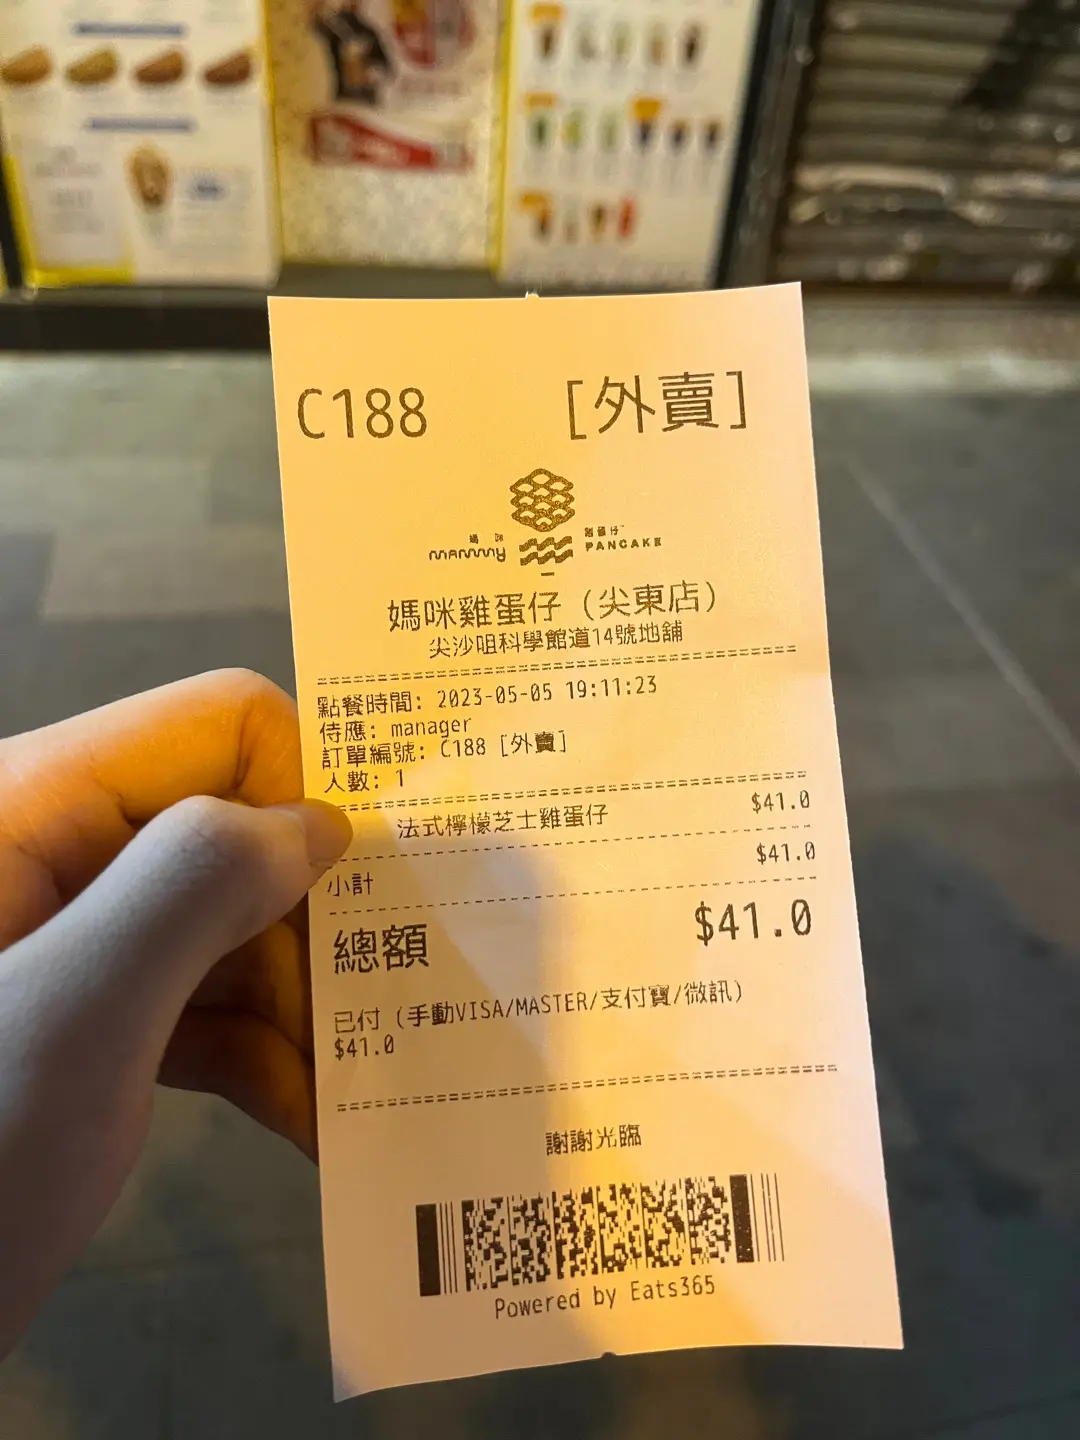 C188 [外賣]
媽咪 雞蛋仔
mammy PANCAKE
媽咪雞蛋仔 (尖東店)
尖沙咀科學館道14號地舖
點餐時間: 2023-05-05 19:11:23
侍應: manager
訂單編號: C188 [外賣]
人數: 1
法式檸檬芝士雞蛋仔 $41.0
小計 $41.0
總額 $41.0
已付 (手動VISA/MASTER/支付寶/微訊)
$41.0
謝謝光臨
Powered by Eats365